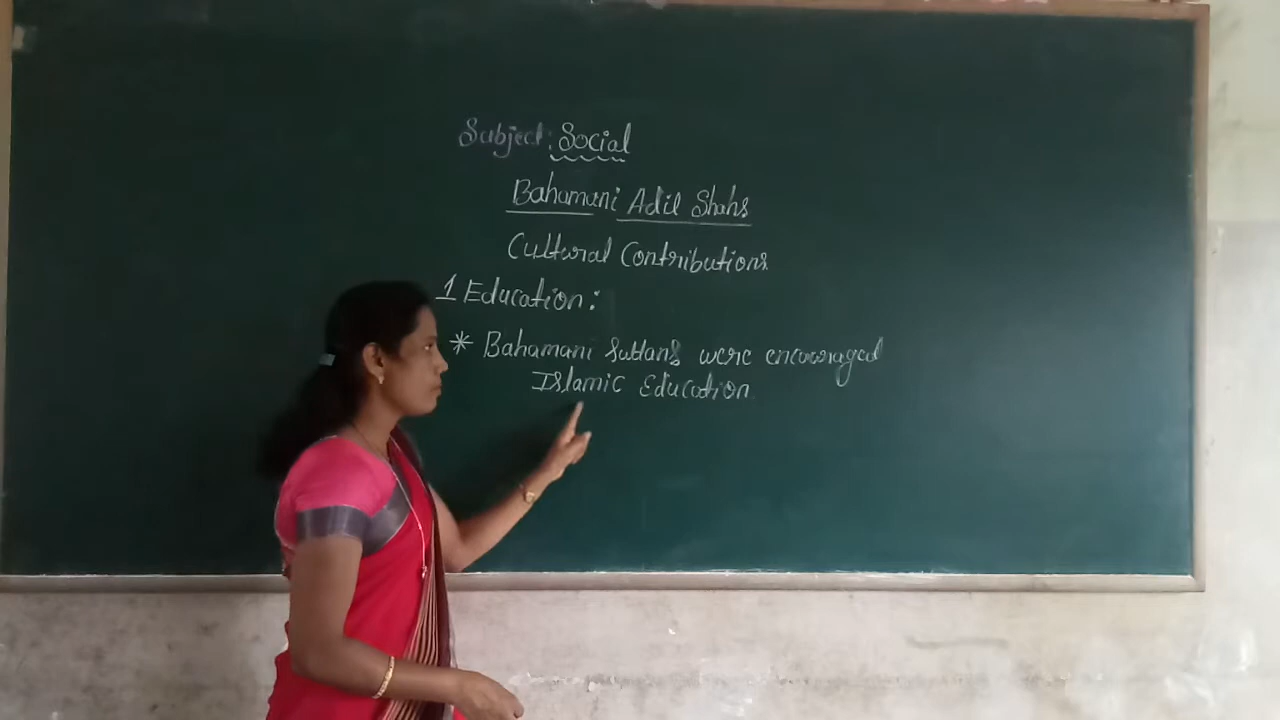 Subject: Social
Bahamani Adil Shahs
Cultural Contributions
1 Education:
* Bahamani Sultans were encouraged
Islamic Education